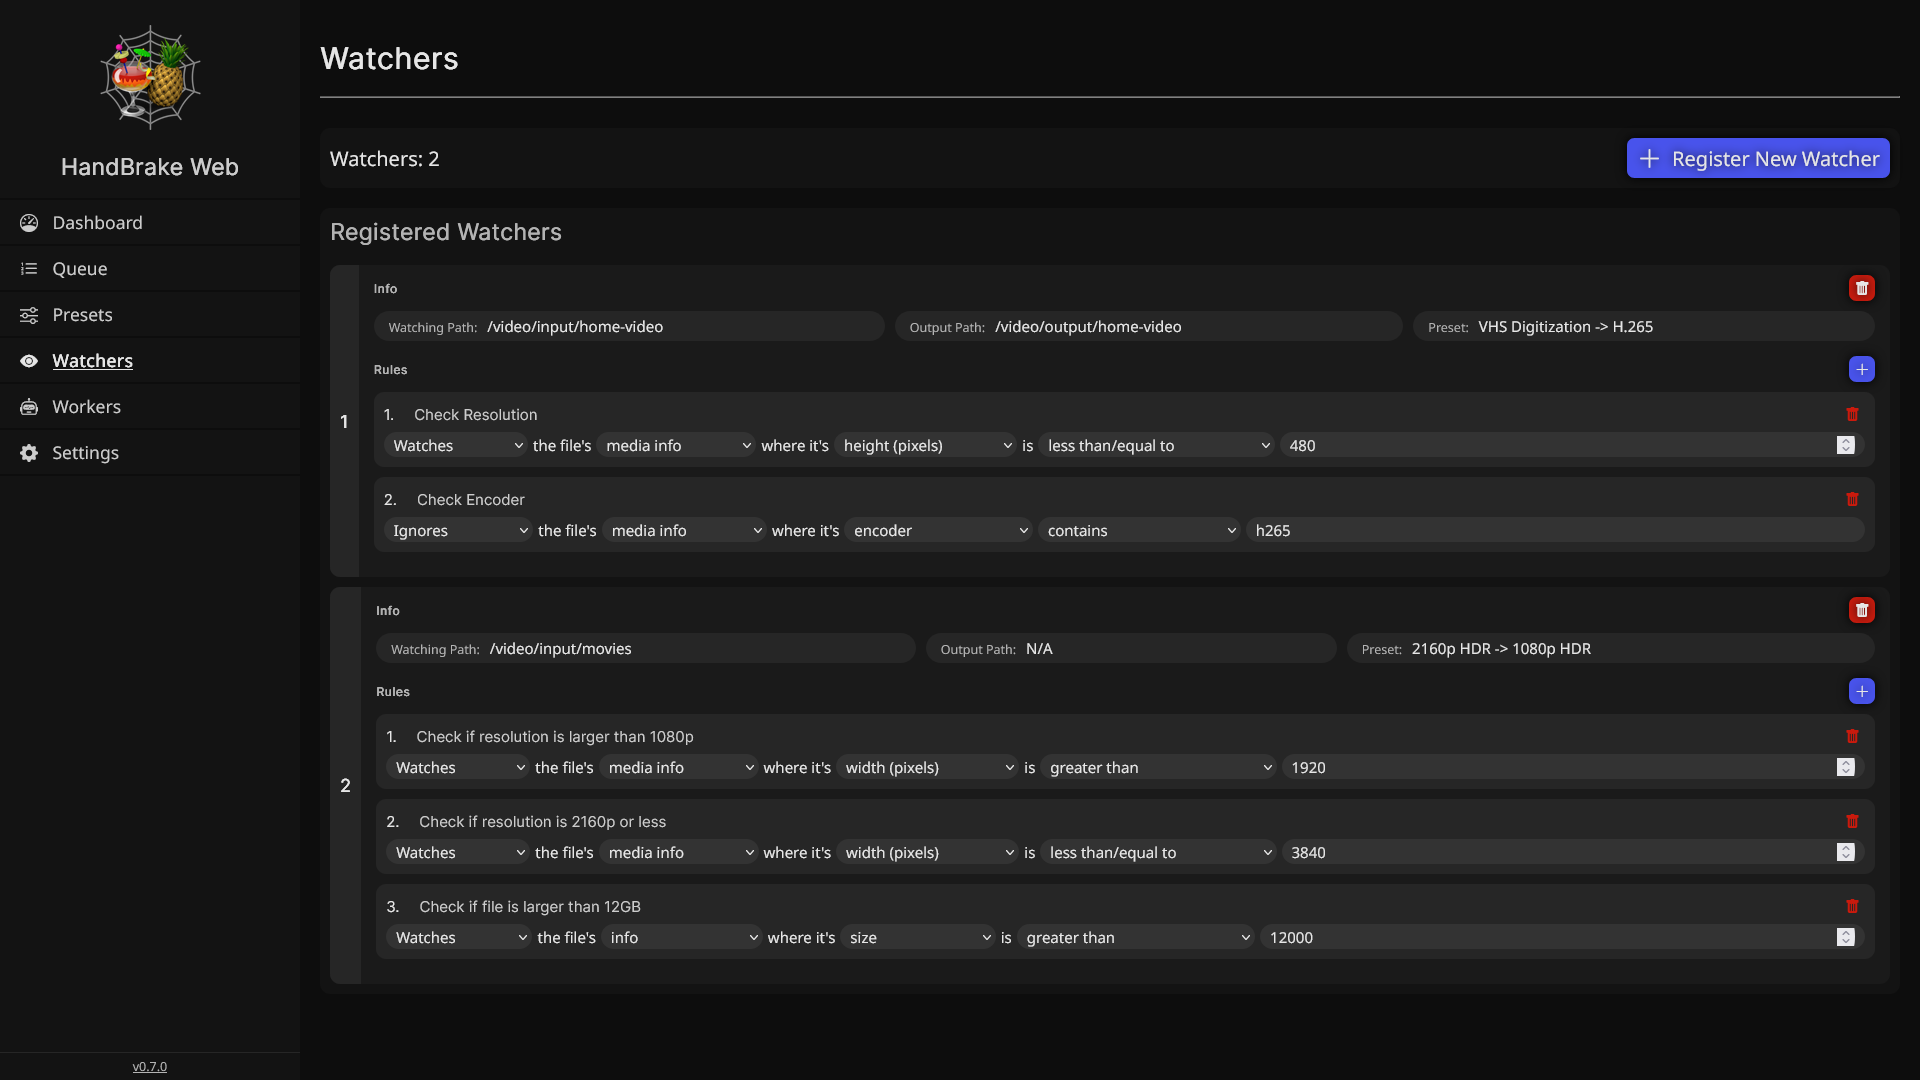 HandBrake Web
Dashboard
Queue
Presets
Watchers
Workers
Settings
v0.7.0
Watchers
Watchers: 2
Register New Watcher
Registered Watchers
1
Info
Watching Path: /video/input/home-video Output Path: /video/output/home-video Preset: VHS Digitization -> H.265
Rules
1. Check Resolution
Watches the file's media info where it's height (pixels) is less than/equal to 480
2. Check Encoder
Ignores the file's media info where it's encoder contains h265
2
Info
Watching Path: /video/input/movies Output Path: N/A Preset: 2160p HDR -> 1080p HDR
Rules
1. Check if resolution is larger than 1080p
Watches the file's media info where it's width (pixels) is greater than 1920
2. Check if resolution is 2160p or less
Watches the file's media info where it's width (pixels) is less than/equal to 3840
3. Check if file is larger than 12GB
Watches the file's info where it's size is greater than 12000